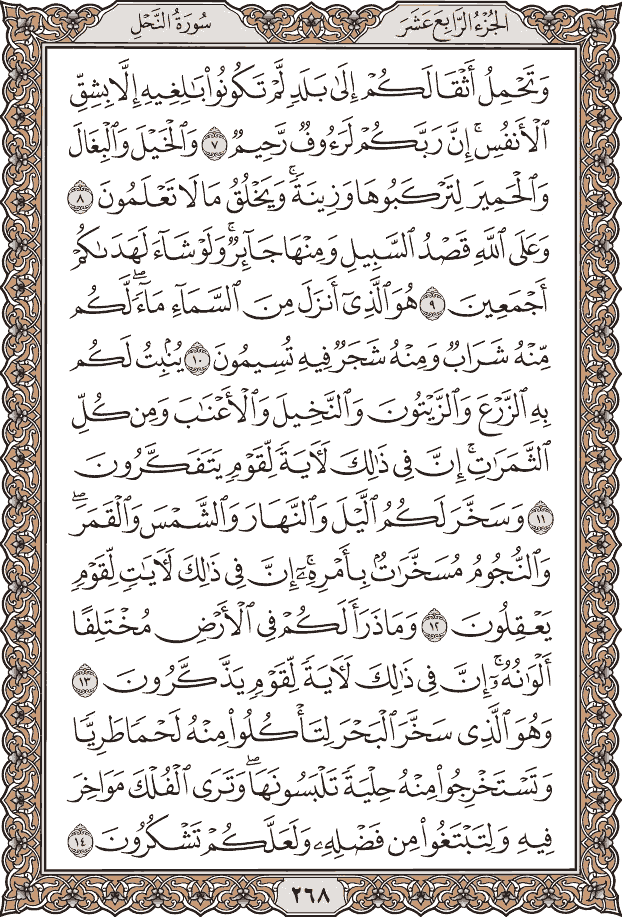 الجُزْءُ الرَّابِعَ عَشَرَ
سُورَةُ النَّحْلِ
وَتَحْمِلُ أَثْقَالَكُمْ إِلَىٰ بَلَدٍ لَّمْ تَكُونُوا۟ بَٰلِغِيهِ إِلَّا بِشِقِّ
ٱلْأَنفُسِ ۚ إِنَّ رَبَّكُمْ لَرَءُوفٌ رَّحِيمٌ ٧ وَٱلْخَيْلَ وَٱلْبِغَالَ
وَٱلْحَمِيرَ لِتَرْكَبُوهَا وَزِينَةً ۚ وَيَخْلُقُ مَا لَا تَعْلَمُونَ ٨
وَعَلَى ٱللَّهِ قَصْدُ ٱلسَّبِيلِ وَمِنْهَا جَآئِرٌ ۚ وَلَوْ شَآءَ لَهَدَىٰكُمْ
أَجْمَعِينَ ٩ هُوَ ٱلَّذِىٓ أَنزَلَ مِنَ ٱلسَّمَآءِ مَآءً ۖ لَّكُم
مِّنْهُ شَرَابٌ وَمِنْهُ شَجَرٌ فِيهِ تُسِيمُونَ ١٠ يُنۢبِتُ لَكُم
بِهِ ٱلزَّرْعَ وَٱلزَّيْتُونَ وَٱلنَّخِيلَ وَٱلْأَعْنَٰبَ وَمِن كُلِّ
ٱلثَّمَرَٰتِ ۗ إِنَّ فِى ذَٰلِكَ لَءَايَةً لِّقَوْمٍ يَتَفَكَّرُونَ
١١ وَسَخَّرَ لَكُمُ ٱلَّيْلَ وَٱلنَّهَارَ وَٱلشَّمْسَ وَٱلْقَمَرَ ۖ
وَٱلنُّجُومُ مُسَخَّرَٰتٌۢ بِأَمْرِهِۦٓ ۗ إِنَّ فِى ذَٰلِكَ لَءَايَٰتٍ لِّقَوْمٍ
يَعْقِلُونَ ١٢ وَمَا ذَرَأَ لَكُمْ فِى ٱلْأَرْضِ مُخْتَلِفًا
أَلْوَٰنُهُۥٓ ۗ إِنَّ فِى ذَٰلِكَ لَءَايَةً لِّقَوْمٍ يَذَّكَّرُونَ ١٣
وَهُوَ ٱلَّذِى سَخَّرَ ٱلْبَحْرَ لِتَأْكُلُوا۟ مِنْهُ لَحْمًا طَرِيًّا
وَتَسْتَخْرِجُوا۟ مِنْهُ حِلْيَةً تَلْبَسُونَهَا ۖ وَتَرَى ٱلْفُلْكَ مَوَاخِرَ
فِيهِ وَلِتَبْتَغُوا۟ مِن فَضْلِهِۦ وَلَعَلَّكُمْ تَشْكُرُونَ ١٤
٢٦٨